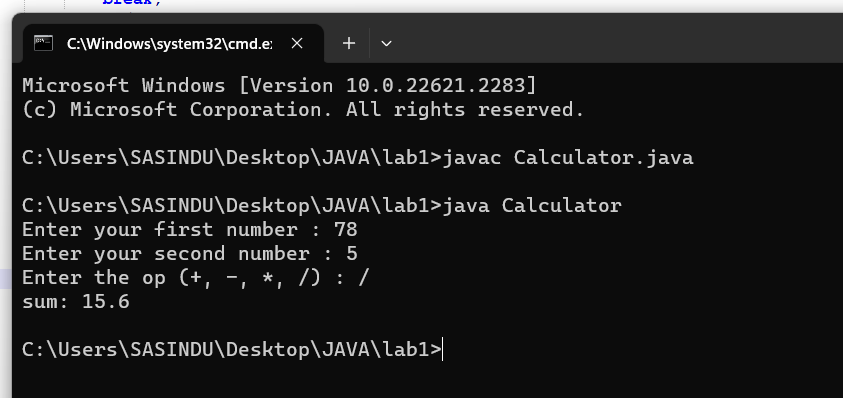 break;
C:\Windows\system32\cmd.e
Microsoft Windows [Version 10.0.22621.2283]
(c) Microsoft Corporation. All rights reserved.
C:\Users\SASINDU\Desktop\JAVA\lab1>javac Calculator.java
C:\Users\SASINDU\Desktop\JAVA\lab1>java Calculator
Enter your first number : 78
Enter your second number : 5
Enter the op (+, -, *, /) : /
sum: 15.6
C:\Users\SASINDU\Desktop\JAVA\lab1>